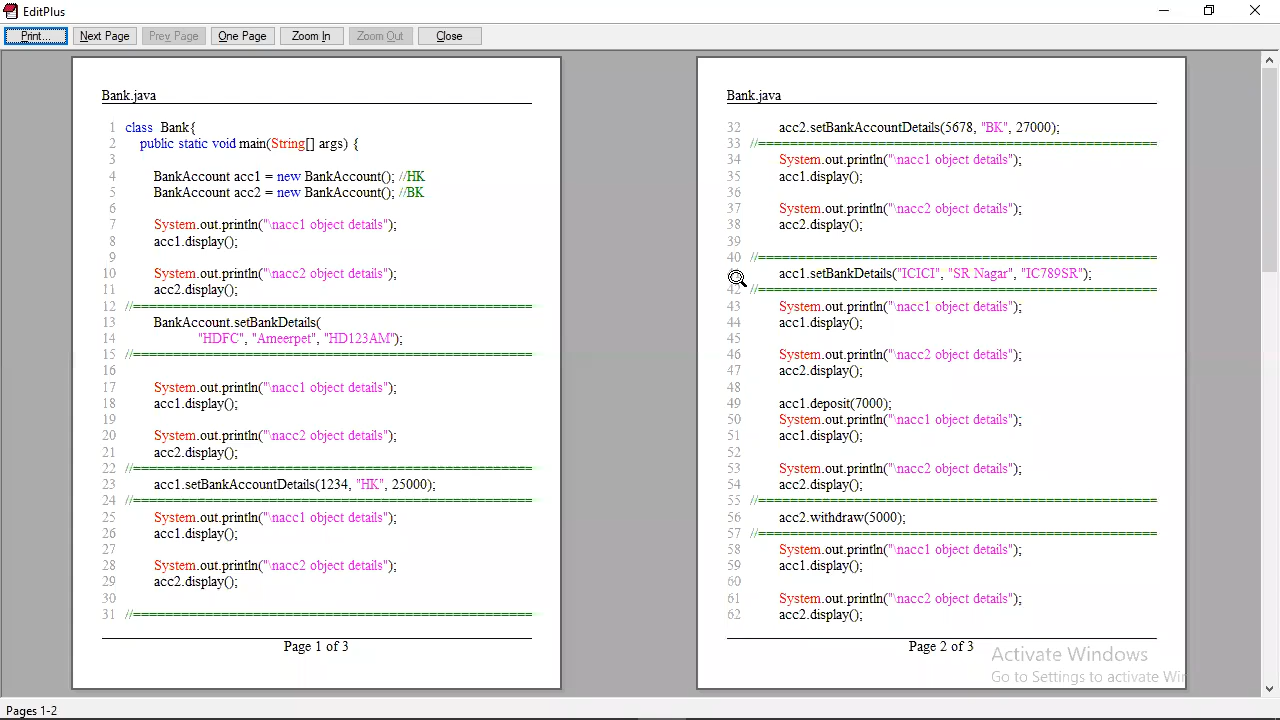 EditPlus
Print... Next Page Prev Page One Page Zoom In Zoom Out Close
Bank.java
1 class Bank{
2 public static void main(String[] args) {
3
4 BankAccount acc1 = new BankAccount(); //HK
5 BankAccount acc2 = new BankAccount(); //BK
6
7 System.out.println("\nacc1 object details");
8 acc1.display();
9
10 System.out.println("\nacc2 object details");
11 acc2.display();
12 //=====================================================
13 BankAccount.setBankDetails(
14 "HDFC", "Ameerpet", "HD123AM");
15 //=====================================================
16
17 System.out.println("\nacc1 object details");
18 acc1.display();
19
20 System.out.println("\nacc2 object details");
21 acc2.display();
22 //=====================================================
23 acc1.setBankAccountDetails(1234, "HK", 25000);
24 //=====================================================
25 System.out.println("\nacc1 object details");
26 acc1.display();
27
28 System.out.println("\nacc2 object details");
29 acc2.display();
30
31 //=====================================================
Page 1 of 3
Bank.java
32 acc2.setBankAccountDetails(5678, "BK", 27000);
33 //=====================================================
34 System.out.println("\nacc1 object details");
35 acc1.display();
36
37 System.out.println("\nacc2 object details");
38 acc2.display();
39
40 //=====================================================
acc1.setBankDetails("ICICI", "SR Nagar", "IC789SR");
42 //=====================================================
43 System.out.println("\nacc1 object details");
44 acc1.display();
45
46 System.out.println("\nacc2 object details");
47 acc2.display();
48
49 acc1.deposit(7000);
50 System.out.println("\nacc1 object details");
51 acc1.display();
52
53 System.out.println("\nacc2 object details");
54 acc2.display();
55 //=====================================================
56 acc2.withdraw(5000);
57 //=====================================================
58 System.out.println("\nacc1 object details");
59 acc1.display();
60
61 System.out.println("\nacc2 object details");
62 acc2.display();
Page 2 of 3
Activate Windows
Go to Settings to activate Wi
Pages 1-2